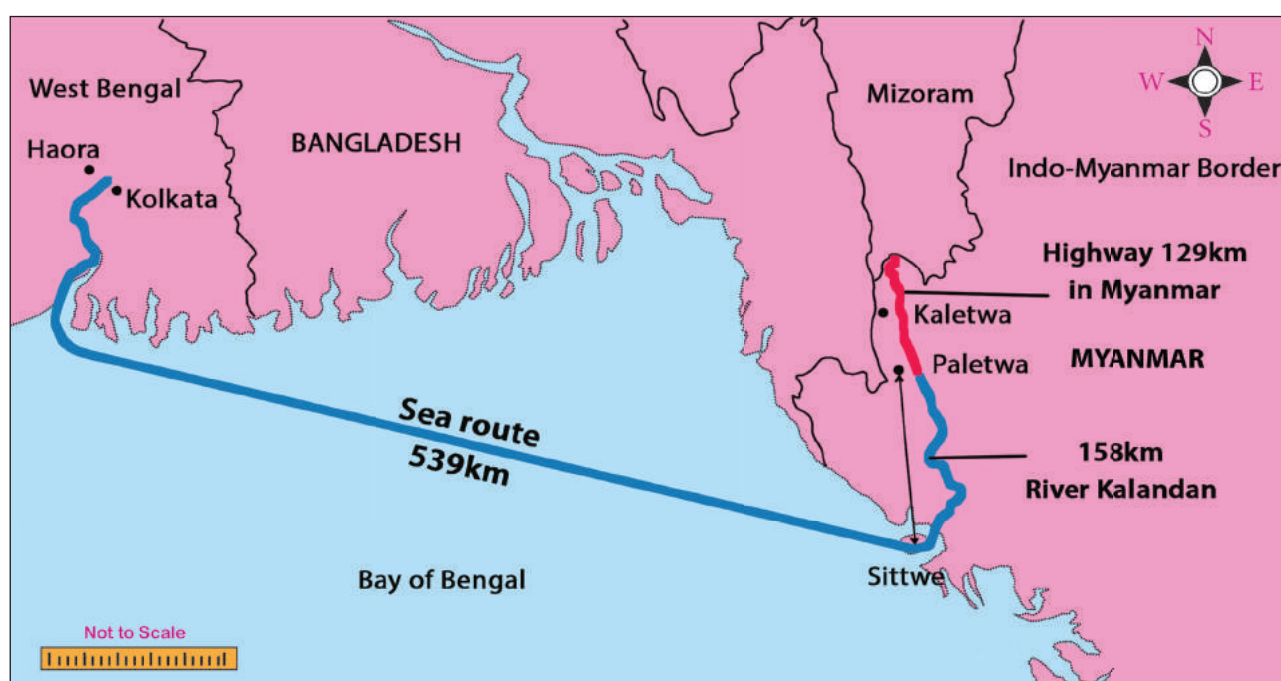 N
W E
S
West Bengal
Haora
Kolkata
BANGLADESH
Mizoram
Indo-Myanmar Border
Highway 129km
in Myanmar
Kaletwa
Paletwa
MYANMAR
Sea route
539km
158km
River Kalandan
Sittwe
Bay of Bengal
Not to Scale